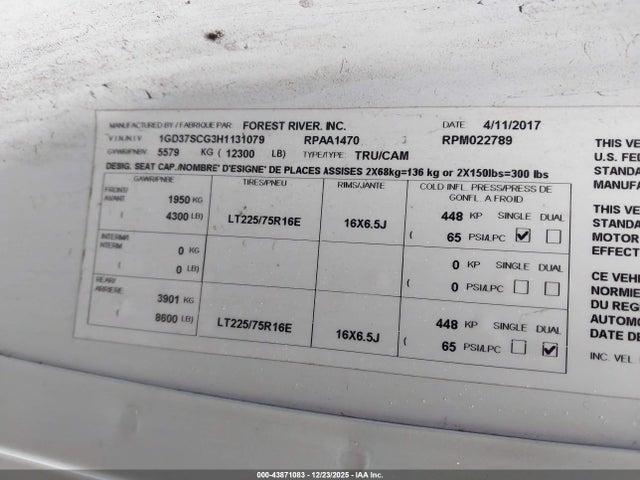 MANUFACTURED BY / FABRIQUE PAR: FOREST RIVER. INC. DATE 4/11/2017
V.I.N./N.I.V. 1GD37SCG3H1131079 RPAA1470 RPM022789
GVWR/PNBV 5579 KG ( 12300 LB) TYPE/TYPE: TRU/CAM
DESIG. SEAT CAP./NOMBRE' D'ESIGNE' DE PLACES ASSISES 2X68kg=136 kg or 2X150lbs=300 lbs
GAWR/PNBE TIRES/PNEU RIMS/JANTE COLD INFL. PRESS/PRESS DE GONFL. A FROID
FRONT/ AVANT 1950 KG ( 4300 LB) LT225/75R16E 16X6.5J 448 KP SINGLE DUAL
( 65 PSI/LPC
INTERM/ INTERM 0 KG ( 0 LB) 0 KP SINGLE DUAL
( 0 PSI/LPC
REAR/ ARRIERE 3901 KG ( 8600 LB) LT225/75R16E 16X6.5J 448 KP SINGLE DUAL
65 PSI/LPC
THIS VE
U.S. FE
STANDA
MANUFA
THIS VE
STANDA
MOTOR
EFFECT
CE VEH
NORMIE
DU REG
AUTOMO
DATE DE
INC. VEL.
000-43871083 - 12/23/2025 - IAA Auctions